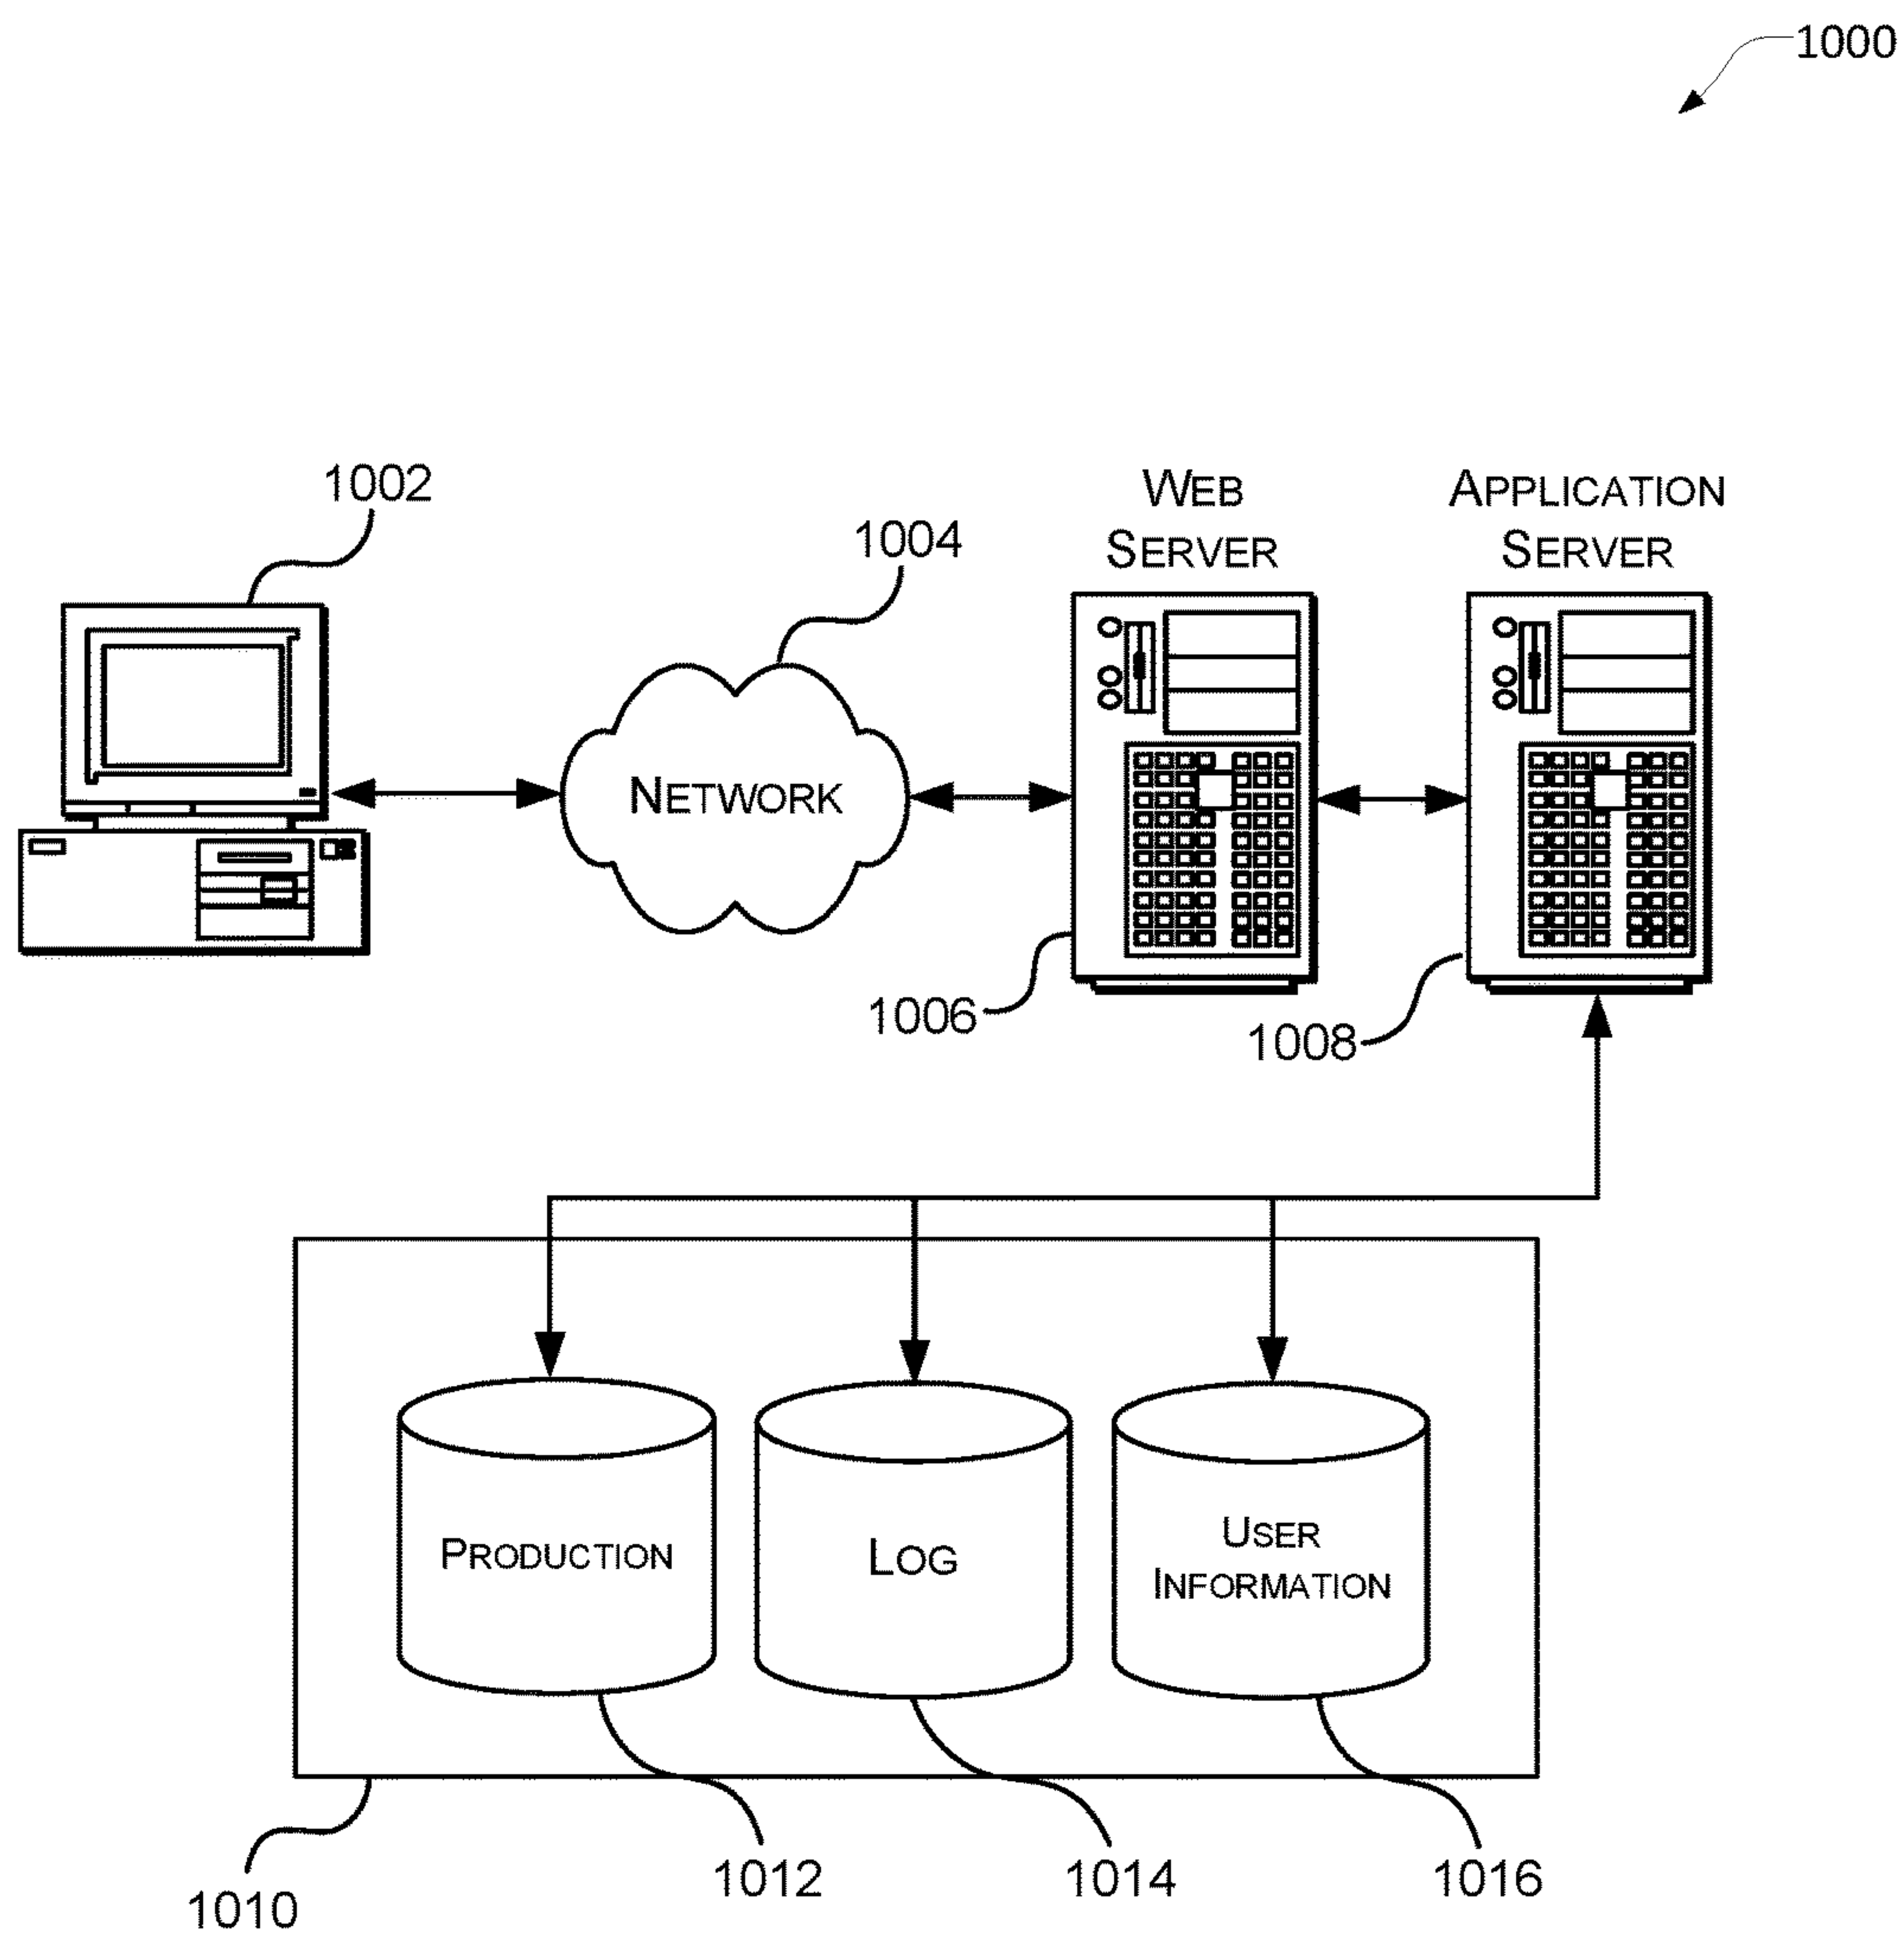 1000
1002
1004
WEB
SERVER
APPLICATION
SERVER
NETWORK
1006
1008
PRODUCTION
LOG
USER
INFORMATION
1010
1012
1014
1016